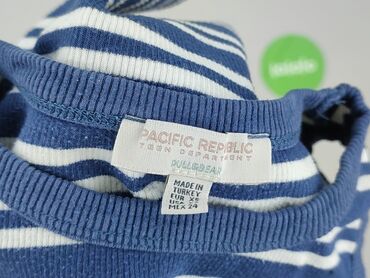 PACIFIC REPUBLIC
TEEN DEPARTMENT
PULL&BEAR
MADE IN
TURKEY
EUR XS
MEX 24